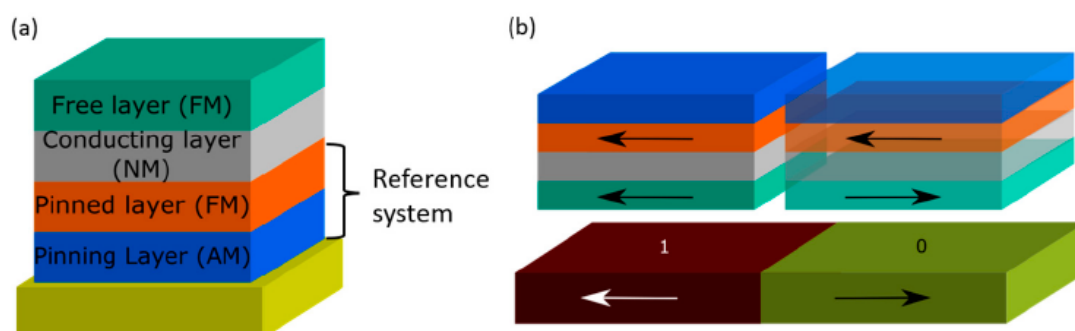 (a)
Free layer (FM)
Conducting layer
(NM)
Pinned layer (FM)
Pinning Layer (AM)
Reference
system
(b)
1
0